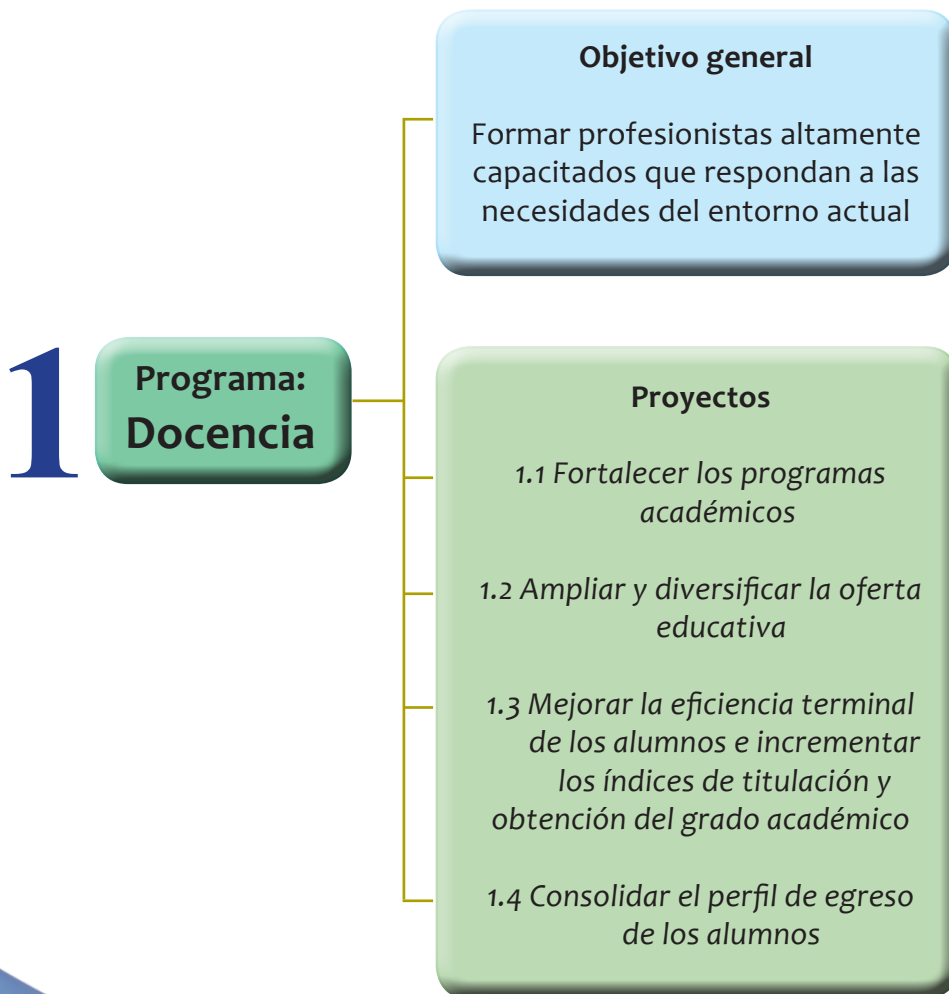 1
Programa:
Docencia
Objetivo general
Formar profesionistas altamente
capacitados que respondan a las
necesidades del entorno actual
Proyectos
1.1 Fortalecer los programas
académicos
1.2 Ampliar y diversificar la oferta
educativa
1.3 Mejorar la eficiencia terminal
de los alumnos e incrementar
los índices de titulación y
obtención del grado académico
1.4 Consolidar el perfil de egreso
de los alumnos